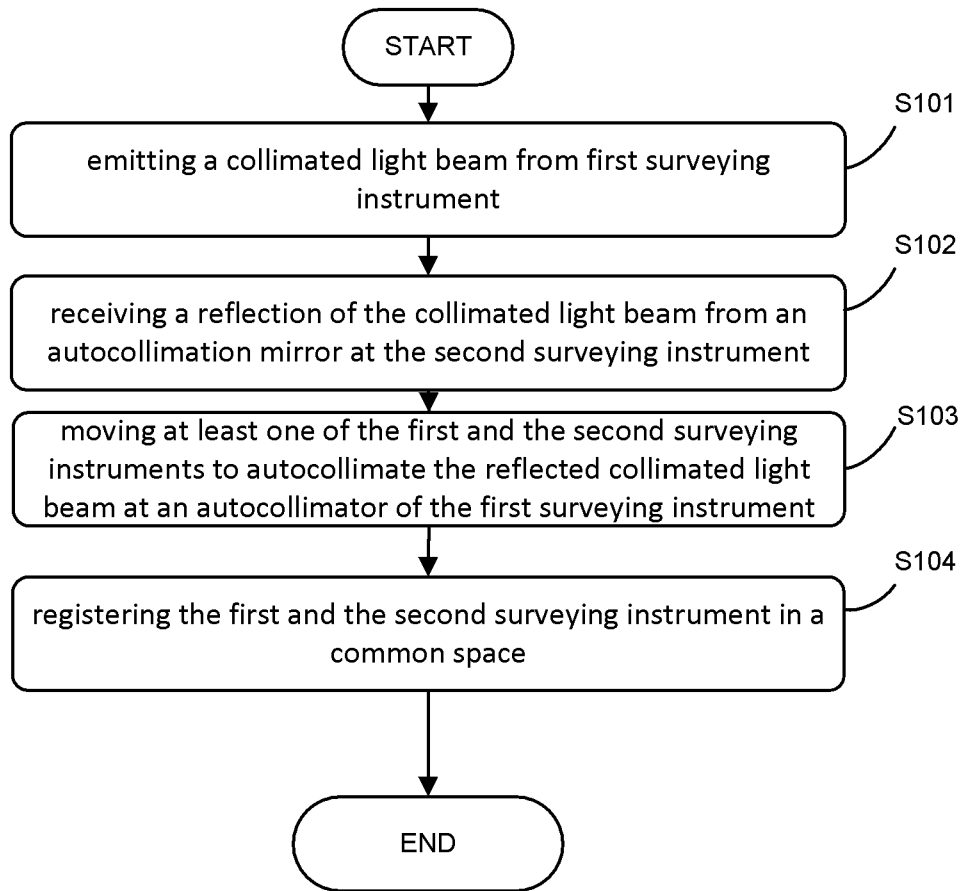 START
S101
emitting a collimated light beam from first surveying
instrument
S102
receiving a reflection of the collimated light beam from an
autocollimation mirror at the second surveying instrument
S103
moving at least one of the first and the second surveying
instruments to autocollimate the reflected collimated light
beam at an autocollimator of the first surveying instrument
S104
registering the first and the second surveying instrument in a
common space
END